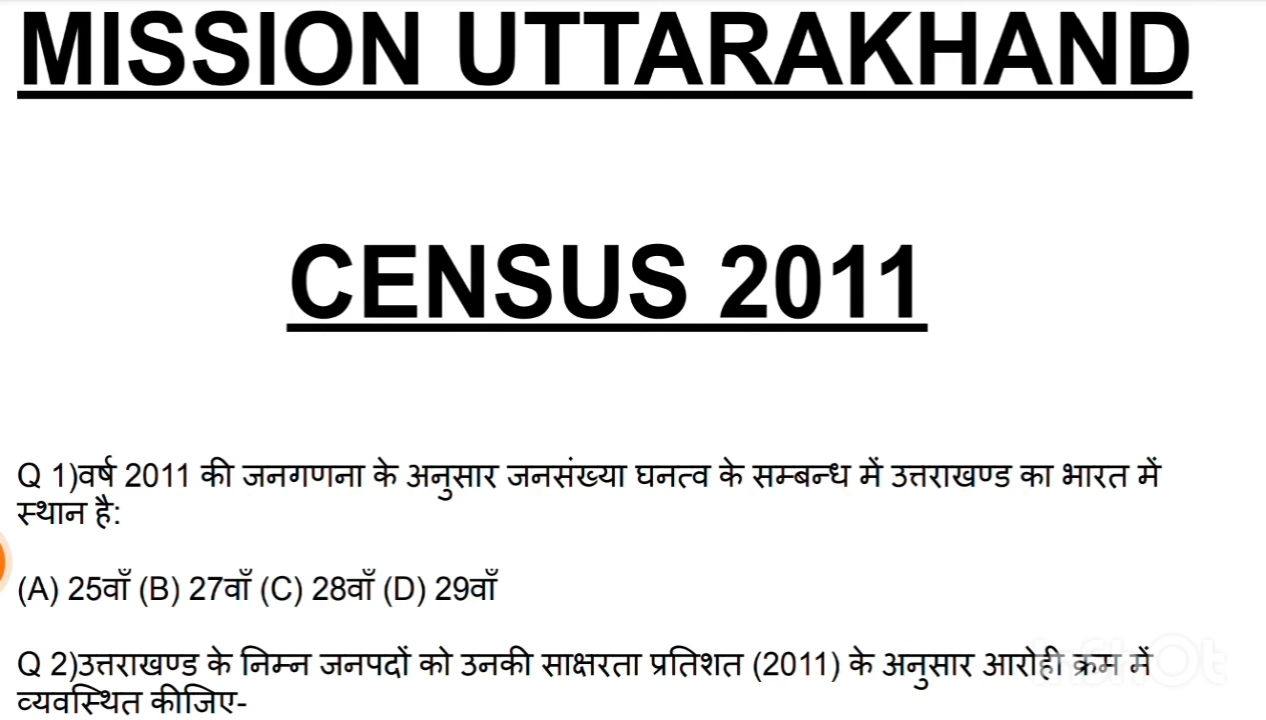 MISSION UTTARAKHAND
CENSUS 2011
Q 1)वर्ष 2011 की जनगणना के अनुसार जनसंख्या घनत्व के सम्बन्ध में उत्तराखण्ड का भारत में
स्थान है:
(A) 25वाँ (B) 27वाँ (C) 28वाँ (D) 29वाँ
Q 2)उत्तराखण्ड के निम्न जनपदों को उनकी साक्षरता प्रतिशत (2011) के अनुसार आरोही क्रम में
व्यवस्थित कीजिए-
InShOt